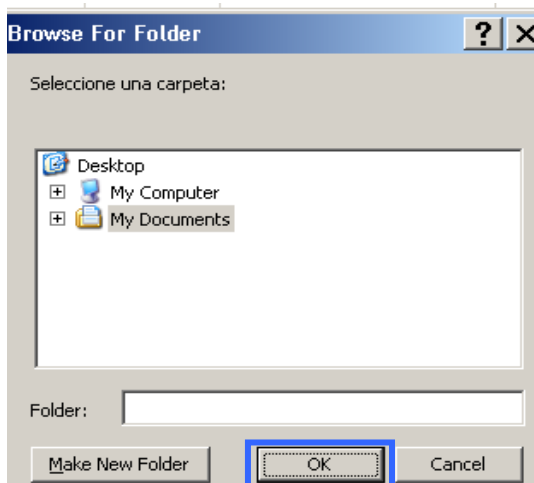 Browse For Folder
Seleccione una carpeta:
Desktop
My Computer
My Documents
Folder:
Make New Folder OK Cancel